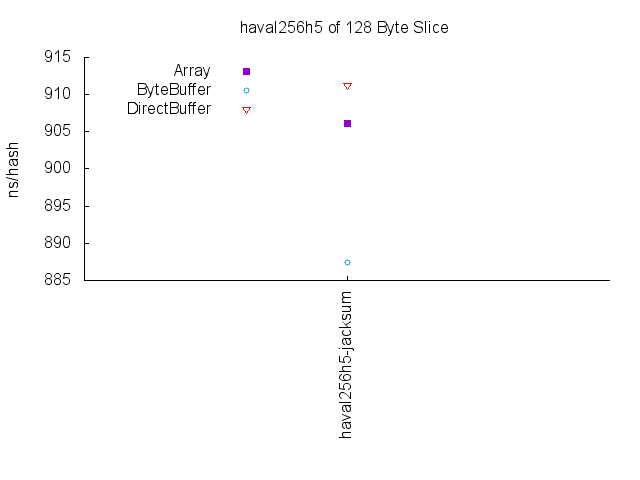 haval256h5 of 128 Byte Slice
915
910
905
900
895
890
885
ns/hash
Array
ByteBuffer
DirectBuffer
haval256h5-jacksum